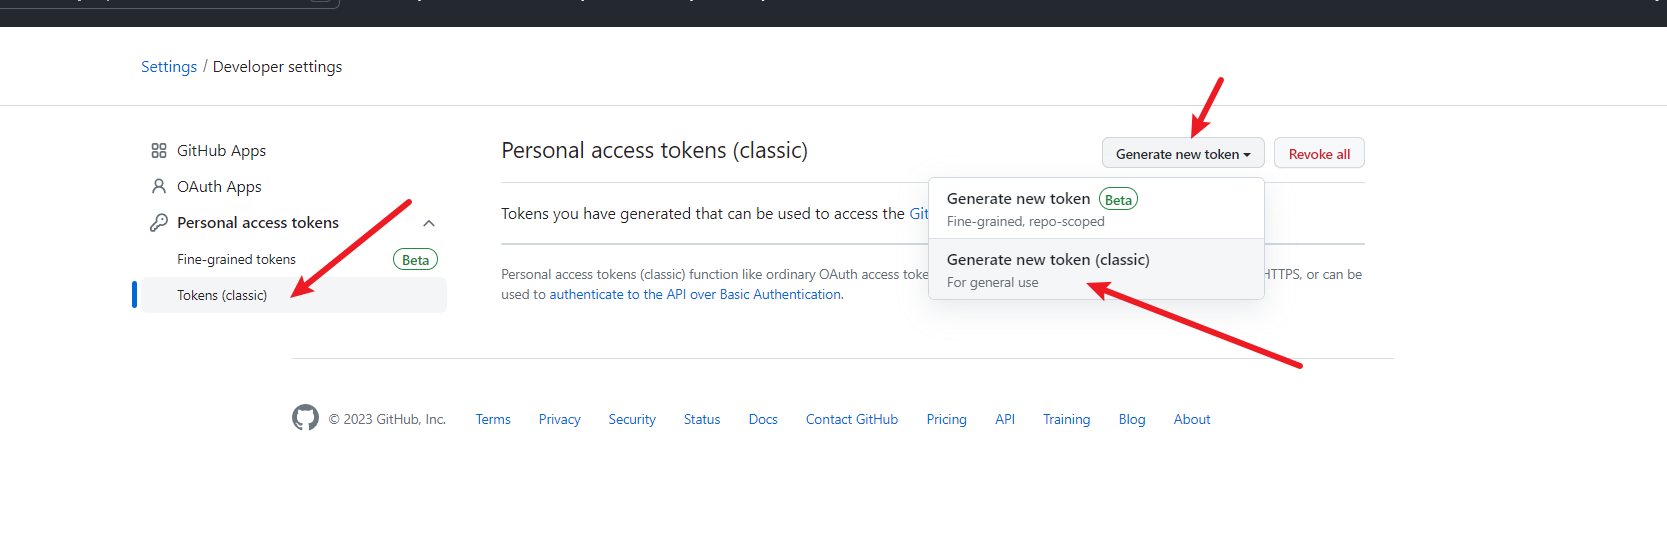 Settings / Developer settings
GitHub Apps
OAuth Apps
Personal access tokens
Fine-grained tokens Beta
Tokens (classic)
Personal access tokens (classic)
Generate new token
Revoke all
Generate new token Beta
Fine-grained, repo-scoped
Generate new token (classic)
For general use
Tokens you have generated that can be used to access the
Personal access tokens (classic) function like ordinary OAuth access HTTPS, or can be
used to authenticate to the API over Basic Authentication.
© 2023 GitHub, Inc. Terms Privacy Security Status Docs Contact GitHub Pricing API Training Blog About